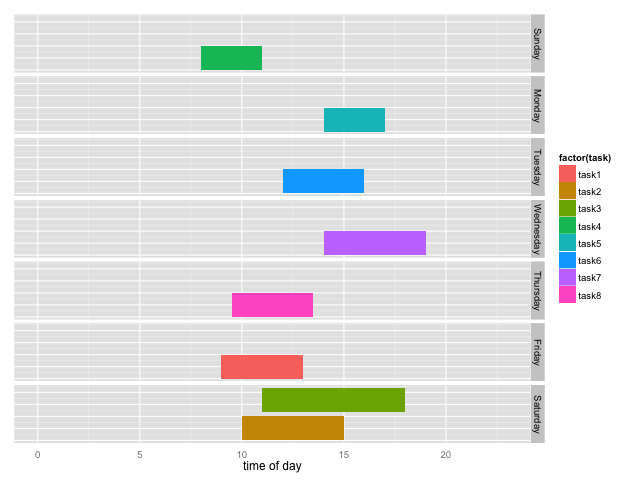 Sunday
Monday
Tuesday
Wednesday
Thursday
Friday
Saturday
0 5 10 15 20
time of day
factor(task)
task1
task2
task3
task4
task5
task6
task7
task8